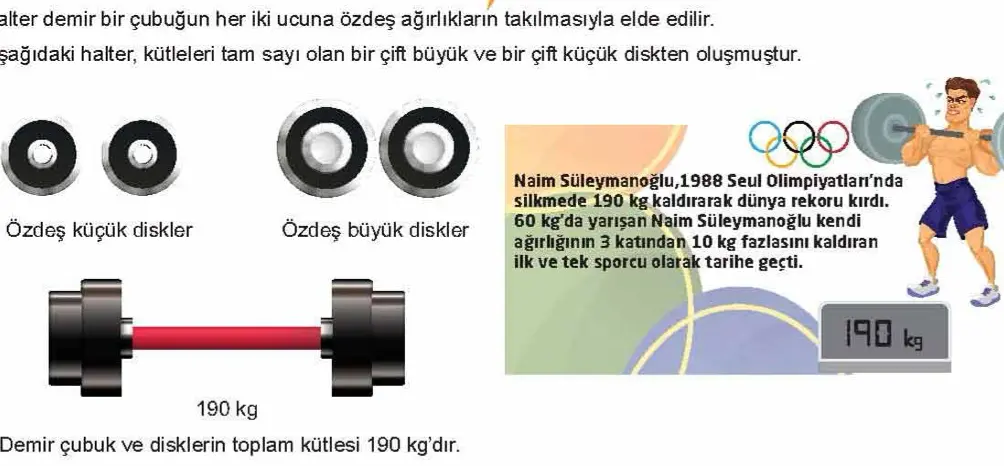 alter demir bir çubuğun her iki ucuna özdeş ağırlıkların takılmasıyla elde edilir.
şağıdaki halter, kütleleri tam sayı olan bir çift büyük ve bir çift küçük diskten oluşmuştur.
Özdeş küçük diskler
Özdeş büyük diskler
Naim Süleymanoğlu,1988 Seul Olimpiyatları'nda
silkmede 190 kg kaldırarak dünya rekoru kırdı.
60 kg'da yarışan Naim Süleymanoğlu kendi
ağırlığının 3 katından 10 kg fazlasını kaldıran
ilk ve tek sporcu olarak tarihe geçti.
190 kg
190 kg
Demir çubuk ve disklerin toplam kütlesi 190 kg'dır.